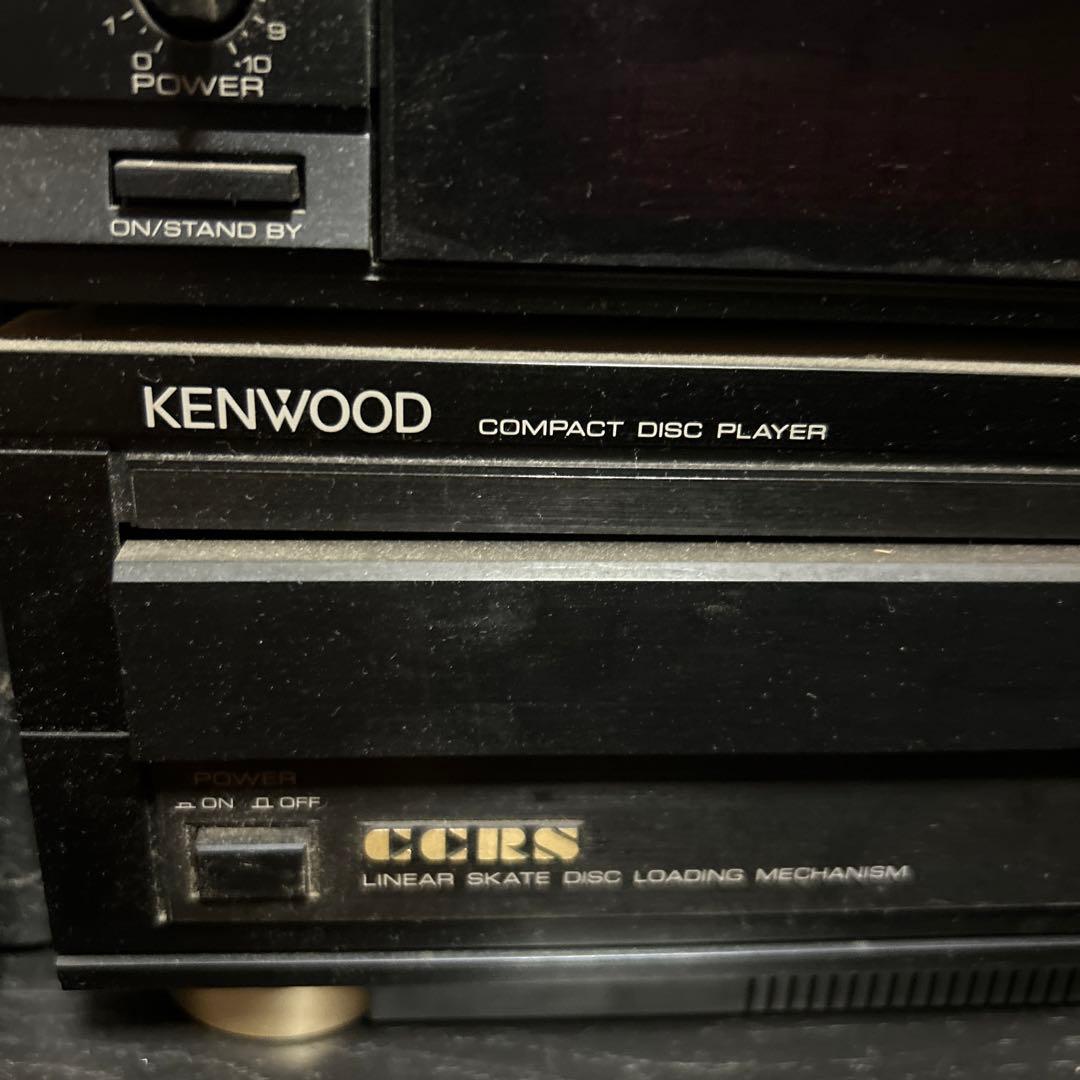 1 9
0 10
POWER
ON/STAND BY
KENWOOD COMPACT DISC PLAYER
POWER
ON OFF
CCRS
LINEAR SKATE DISC LOADING MECHANISM